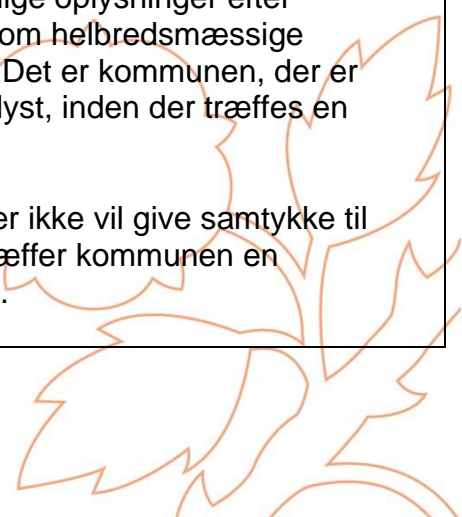 lige oplysninger efter
om helbredsmæssige
Det er kommunen, der er
lyst, inden der træffes en
er ikke vil give samtykke til
æffer kommunen en
.